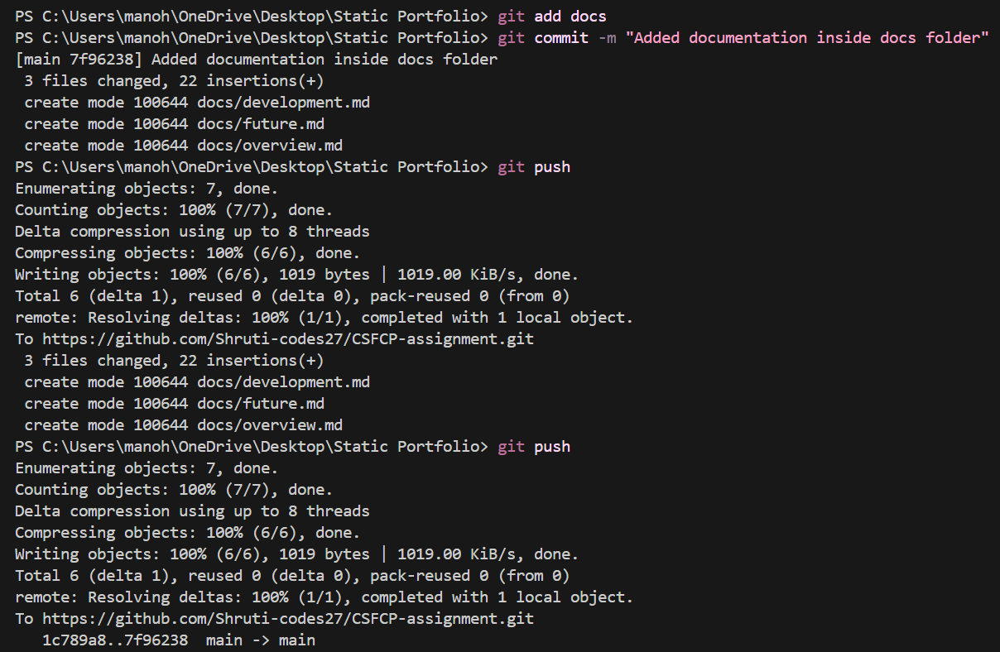 PS C:\Users\manoh\OneDrive\Desktop\Static Portfolio> git add docs
PS C:\Users\manoh\OneDrive\Desktop\Static Portfolio> git commit -m "Added documentation inside docs folder"
[main 7f96238] Added documentation inside docs folder
 3 files changed, 22 insertions(+)
 create mode 100644 docs/development.md
 create mode 100644 docs/future.md
 create mode 100644 docs/overview.md
PS C:\Users\manoh\OneDrive\Desktop\Static Portfolio> git push
Enumerating objects: 7, done.
Counting objects: 100% (7/7), done.
Delta compression using up to 8 threads
Compressing objects: 100% (6/6), done.
Writing objects: 100% (6/6), 1019 bytes | 1019.00 KiB/s, done.
Total 6 (delta 1), reused 0 (delta 0), pack-reused 0 (from 0)
remote: Resolving deltas: 100% (1/1), completed with 1 local object.
To https://github.com/Shruti-codes27/CSFCP-assignment.git
 3 files changed, 22 insertions(+)
 create mode 100644 docs/development.md
 create mode 100644 docs/future.md
 create mode 100644 docs/overview.md
PS C:\Users\manoh\OneDrive\Desktop\Static Portfolio> git push
Enumerating objects: 7, done.
Counting objects: 100% (7/7), done.
Delta compression using up to 8 threads
Compressing objects: 100% (6/6), done.
Writing objects: 100% (6/6), 1019 bytes | 1019.00 KiB/s, done.
Total 6 (delta 1), reused 0 (delta 0), pack-reused 0 (from 0)
remote: Resolving deltas: 100% (1/1), completed with 1 local object.
To https://github.com/Shruti-codes27/CSFCP-assignment.git
   1c789a8..7f96238  main -> main